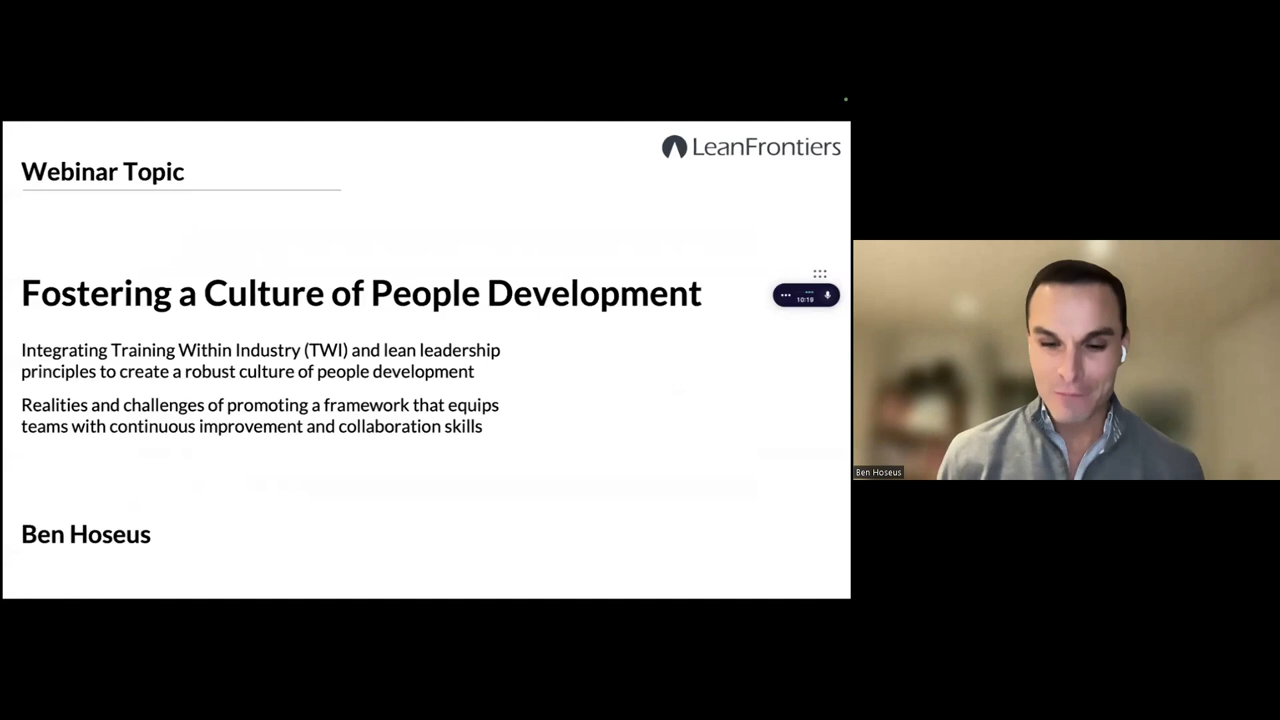 LeanFrontiers
Webinar Topic
Fostering a Culture of People Development
10:19
Integrating Training Within Industry (TWI) and lean leadership
principles to create a robust culture of people development
Realities and challenges of promoting a framework that equips
teams with continuous improvement and collaboration skills
Ben Hoseus
Ben Hoseus